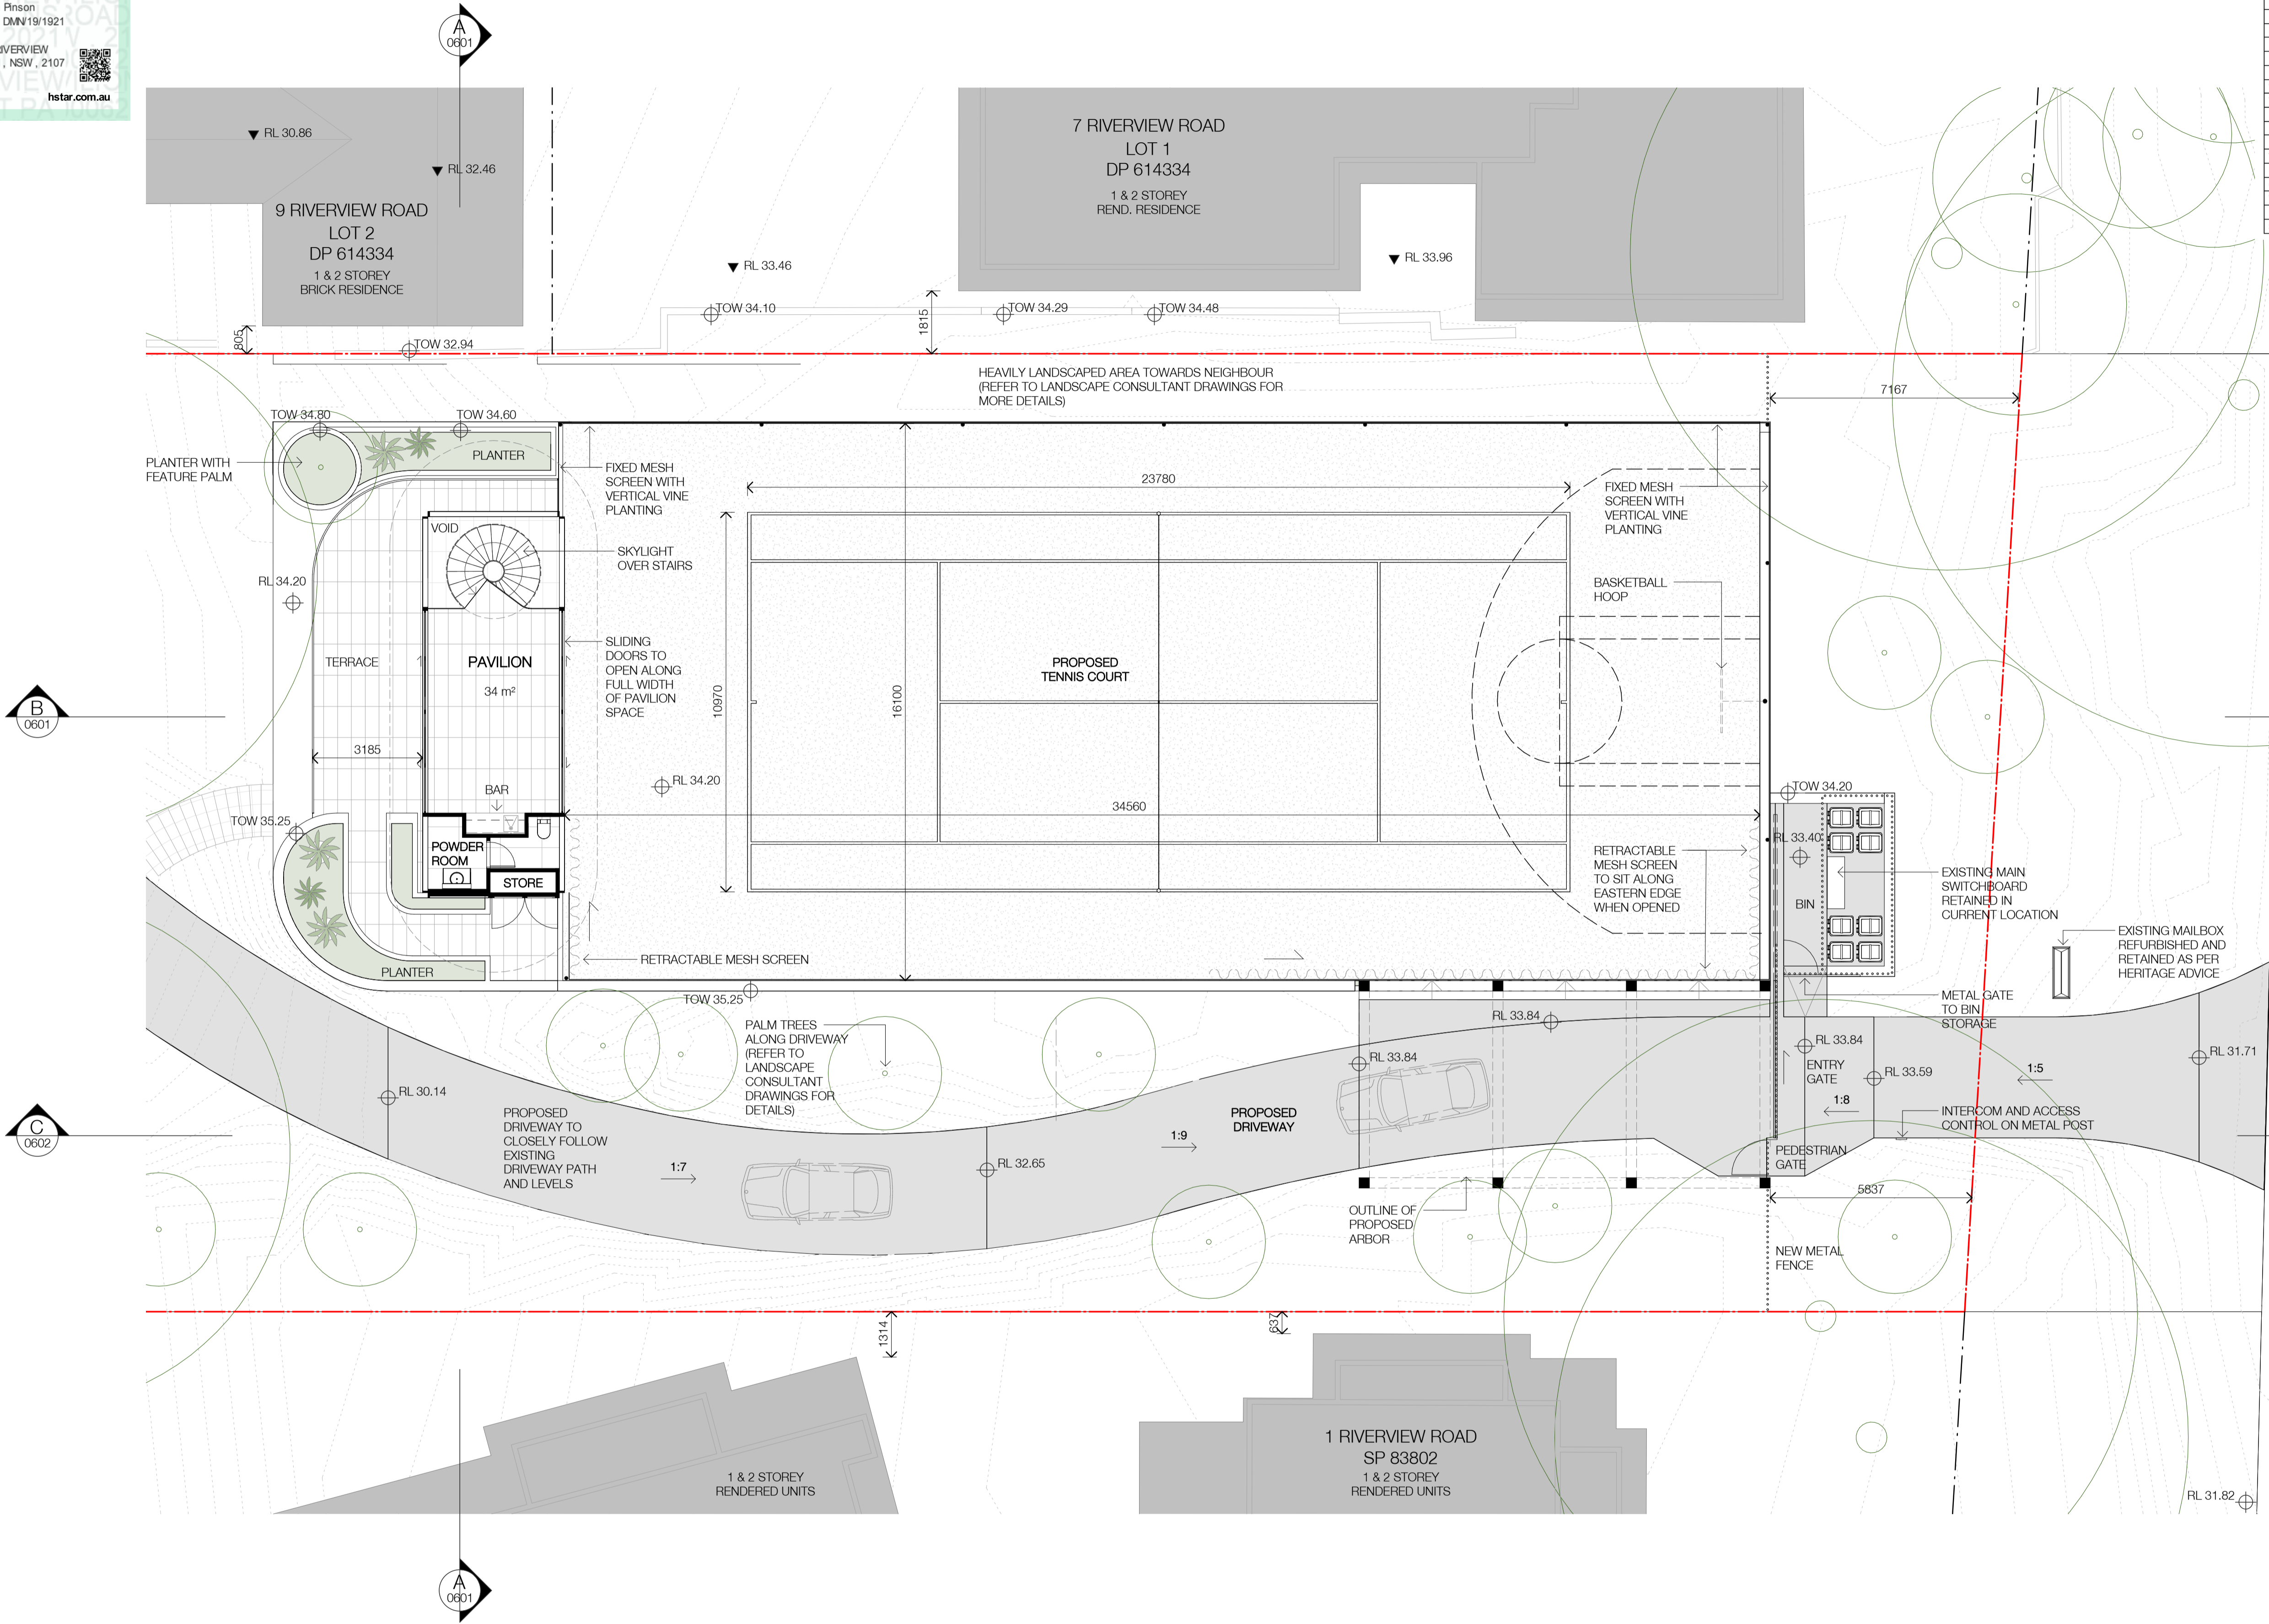 Pinson
DMN/19/1921
RIVERVIEW
, NSW , 2107
hstar.com.au
A
0601
RL 30.86
RL 32.46
9 RIVERVIEW ROAD
LOT 2
DP 614334
1 & 2 STOREY
BRICK RESIDENCE
7 RIVERVIEW ROAD
LOT 1
DP 614334
1 & 2 STOREY
REND. RESIDENCE
RL 33.46
RL 33.96
TOW 34.10
TOW 34.29
TOW 34.48
1815
805
TOW 32.94
HEAVILY LANDSCAPED AREA TOWARDS NEIGHBOUR
(REFER TO LANDSCAPE CONSULTANT DRAWINGS FOR
MORE DETAILS)
7167
TOW 34.80
TOW 34.60
PLANTER
PLANTER WITH
FEATURE PALM
FIXED MESH
SCREEN WITH
VERTICAL VINE
PLANTING
23780
FIXED MESH
SCREEN WITH
VERTICAL VINE
PLANTING
VOID
SKYLIGHT
OVER STAIRS
RL 34.20
BASKETBALL
HOOP
SLIDING
DOORS TO
OPEN ALONG
FULL WIDTH
OF PAVILION
SPACE
TERRACE
PAVILION
34 m²
PROPOSED
TENNIS COURT
10970
16100
B
0601
3185
BAR
RL 34.20
34560
TOW 34.20
TOW 35.25
RL 33.40
POWDER
ROOM
STORE
RETRACTABLE
MESH SCREEN
TO SIT ALONG
EASTERN EDGE
WHEN OPENED
BIN
EXISTING MAIN
SWITCHBOARD
RETAINED IN
CURRENT LOCATION
EXISTING MAILBOX
REFURBISHED AND
RETAINED AS PER
HERITAGE ADVICE
RETRACTABLE MESH SCREEN
PLANTER
TOW 35.25
METAL GATE
TO BIN
STORAGE
RL 33.84
PALM TREES
ALONG DRIVEWAY
(REFER TO
LANDSCAPE
CONSULTANT
DRAWINGS FOR
DETAILS)
RL 33.84
RL 33.84
ENTRY
GATE
RL 33.59
1:5
RL 31.71
1:8
RL 30.14
C
0602
PROPOSED
DRIVEWAY TO
CLOSELY FOLLOW
EXISTING
DRIVEWAY PATH
AND LEVELS
1:7
RL 32.65
1:9
PROPOSED
DRIVEWAY
INTERCOM AND ACCESS
CONTROL ON METAL POST
PEDESTRIAN
GATE
5837
OUTLINE OF
PROPOSED
ARBOR
NEW METAL
FENCE
1314
637
1 & 2 STOREY
RENDERED UNITS
1 RIVERVIEW ROAD
SP 83802
1 & 2 STOREY
RENDERED UNITS
RL 31.82
A
0601